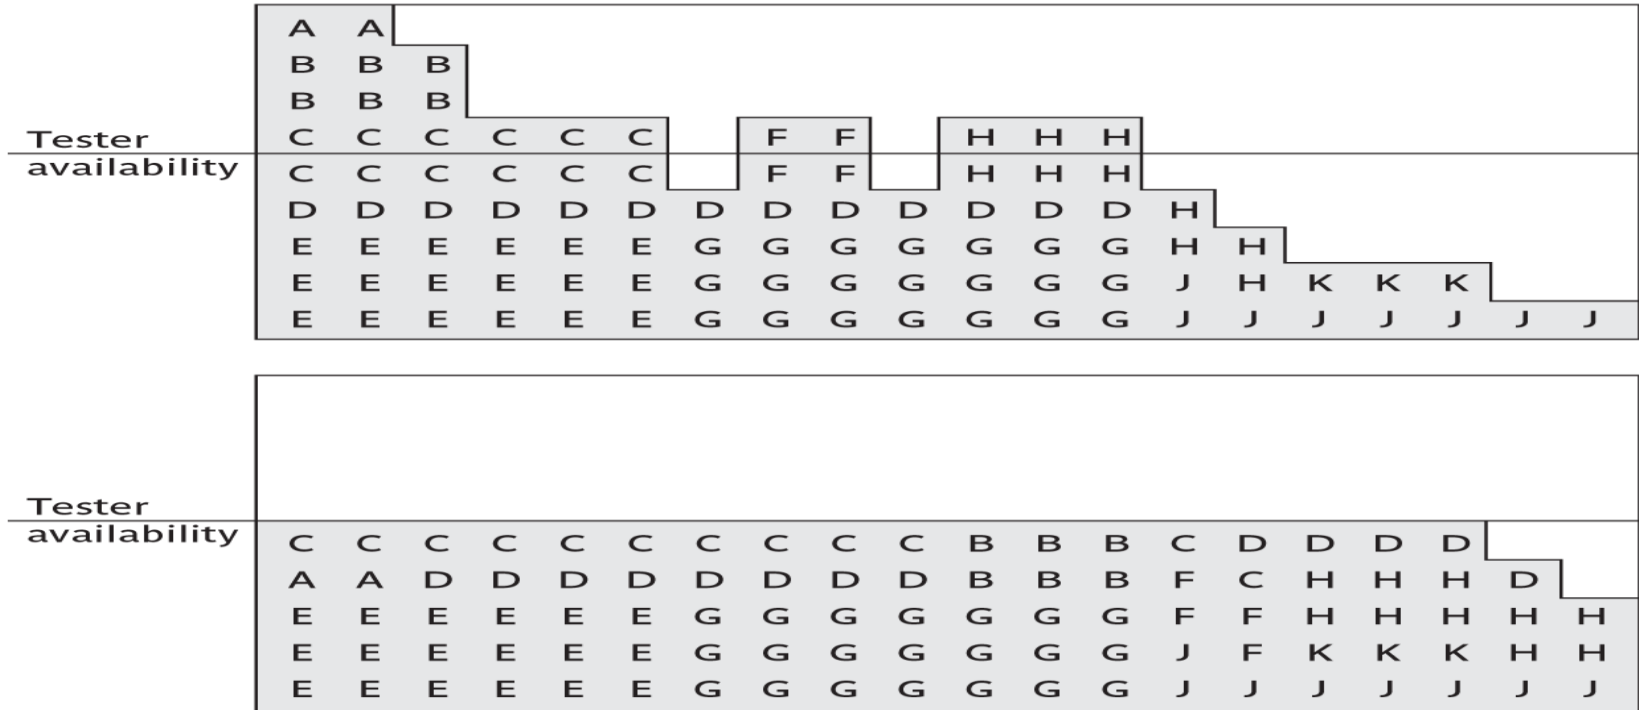 A A
B B B
B B B
C C C C C C F F H H H
Tester
availability
C C C C C C F F H H H
D D D D D D D D D D D D D H
E E E E E E G G G G G G G H H
E E E E E E G G G G G G G J H K K K
E E E E E E G G G G G G G J J J J J J J
Tester
availability
C C C C C C C C C C B B B C D D D D
A A D D D D D D D D B B B F C H H H D
E E E E E E G G G G G G G F F H H H H H
E E E E E E G G G G G G G J F K K K H H
E E E E E E G G G G G G G J J J J J J J